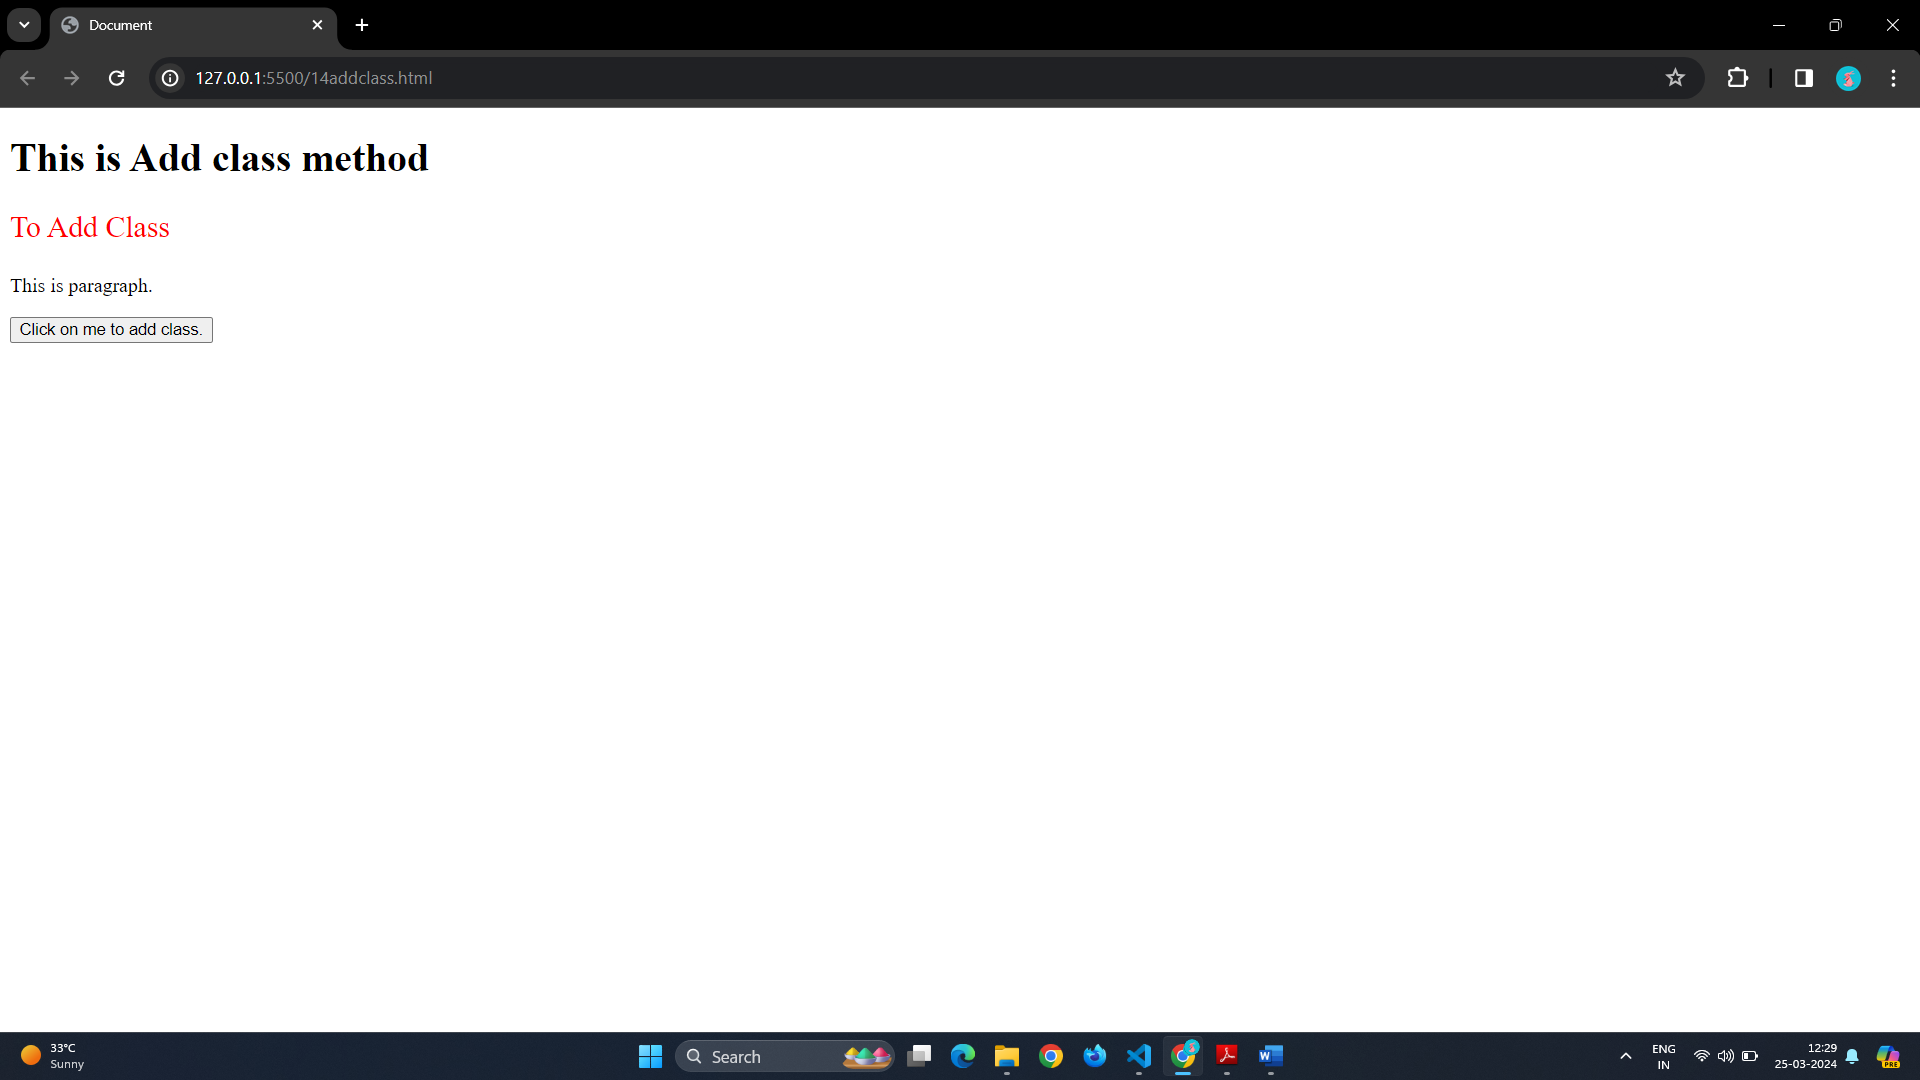 Document
127.0.0.1:5500/14addclass.html
This is Add class method
To Add Class
This is paragraph.
Click on me to add class.
33°C
Sunny
Search
ENG
IN
12:29
25-03-2024
PRE